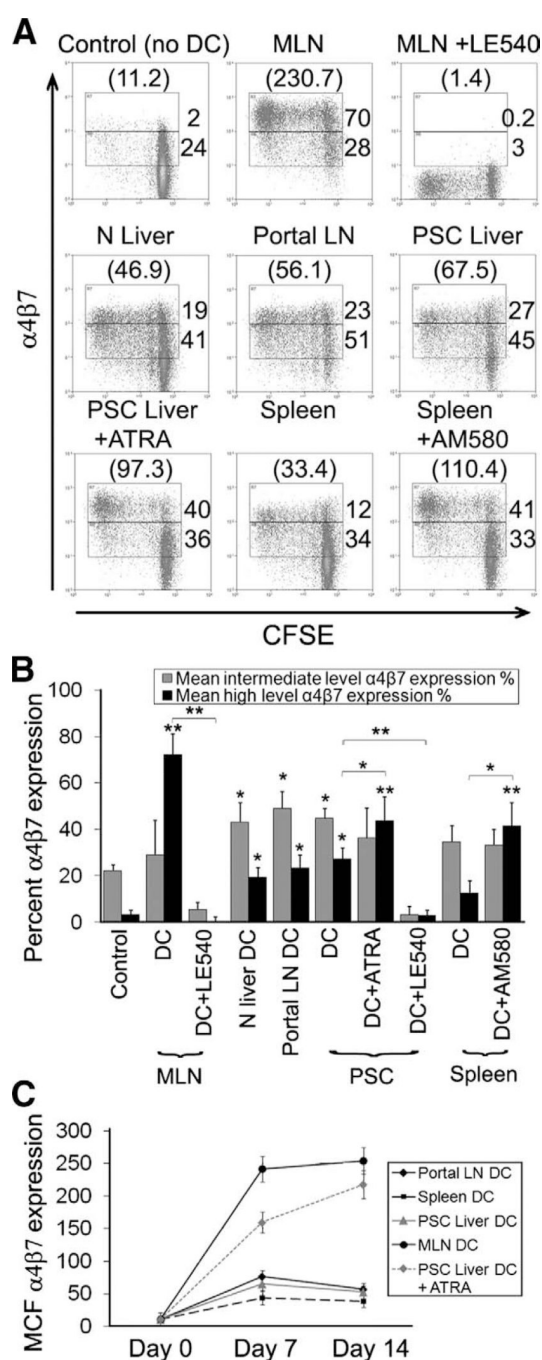 A
Control (no DC)
MLN
MLN +LE540
(11.2)
(230.7)
(1.4)
2
24
70
28
0.2
3
N Liver
Portal LN
PSC Liver
(46.9)
(56.1)
(67.5)
19
41
23
51
27
45
PSC Liver
+ATRA
Spleen
Spleen
+AM580
(97.3)
(33.4)
(110.4)
40
36
12
34
41
33
α4β7
CFSE
B
Mean intermediate level α4β7 expression %
Mean high level α4β7 expression %
Percent α4β7 expression
100
80
60
40
20
0
**
**
*
*
*
*
*
*
*
**
**
*
**
Control
DC
DC+LE540
N liver DC
Portal LN DC
DC
DC+ATRA
DC+LE540
DC
DC+AM580
MLN
PSC
Spleen
C
MCF α4β7 expression
300
250
200
150
100
50
0
Day 0
Day 7
Day 14
Portal LN DC
Spleen DC
PSC Liver DC
MLN DC
PSC Liver DC
+ ATRA